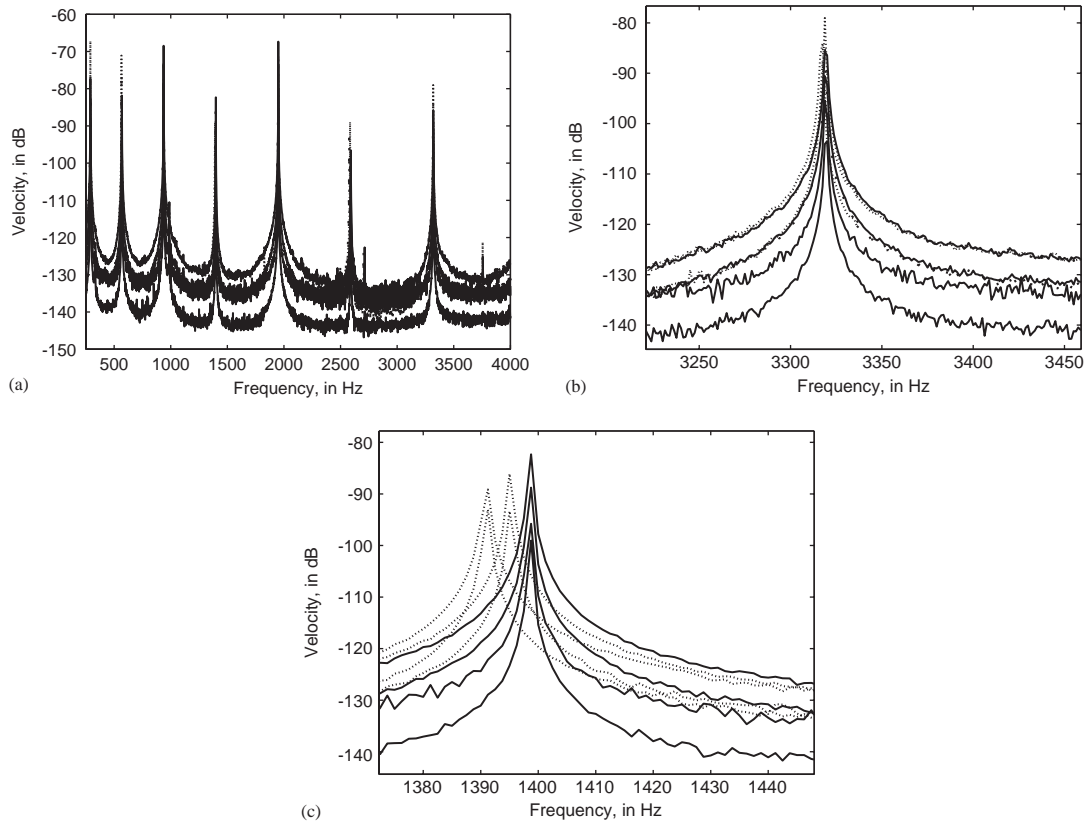 -60
-70
-80
-90
-100
-110
-120
-130
-140
-150
Velocity, in dB
500 1000 1500 2000 2500 3000 3500 4000
Frequency, in Hz
(a)
-80
-90
-100
-110
-120
-130
-140
Velocity, in dB
3250 3300 3350 3400 3450
Frequency, in Hz
(b)
-80
-90
-100
-110
-120
-130
-140
Velocity, in dB
1380 1390 1400 1410 1420 1430 1440
Frequency, in Hz
(c)